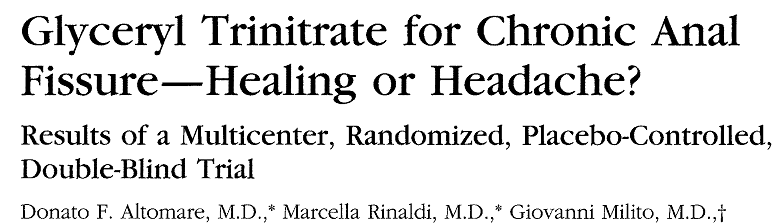 Glyceryl Trinitrate for Chronic Anal
Fissure—Healing or Headache?
Results of a Multicenter, Randomized, Placebo-Controlled,
Double-Blind Trial
Donato F. Altomare, M.D.,* Marcella Rinaldi, M.D.,* Giovanni Milito, M.D.,†